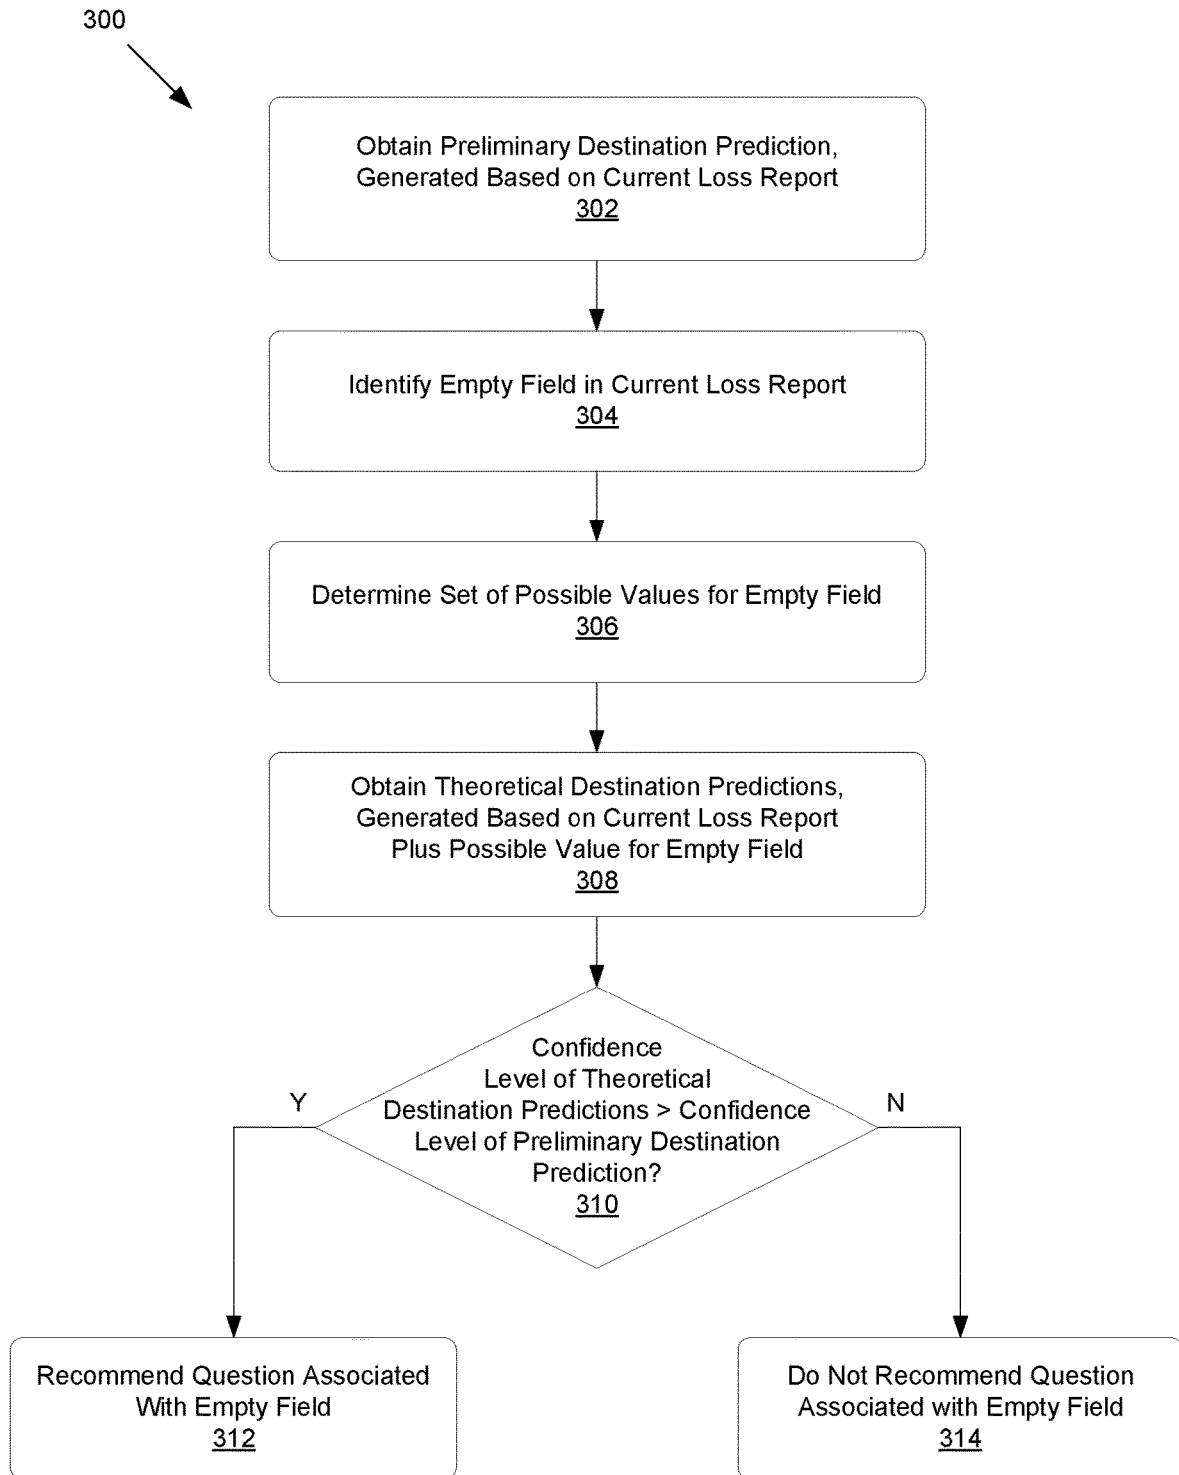 300
Obtain Preliminary Destination Prediction,
Generated Based on Current Loss Report
302
Identify Empty Field in Current Loss Report
304
Determine Set of Possible Values for Empty Field
306
Obtain Theoretical Destination Predictions,
Generated Based on Current Loss Report
Plus Possible Value for Empty Field
308
Confidence
Level of Theoretical
Destination Predictions > Confidence
Level of Preliminary Destination
Prediction?
310
Y
N
Recommend Question Associated
With Empty Field
312
Do Not Recommend Question
Associated with Empty Field
314